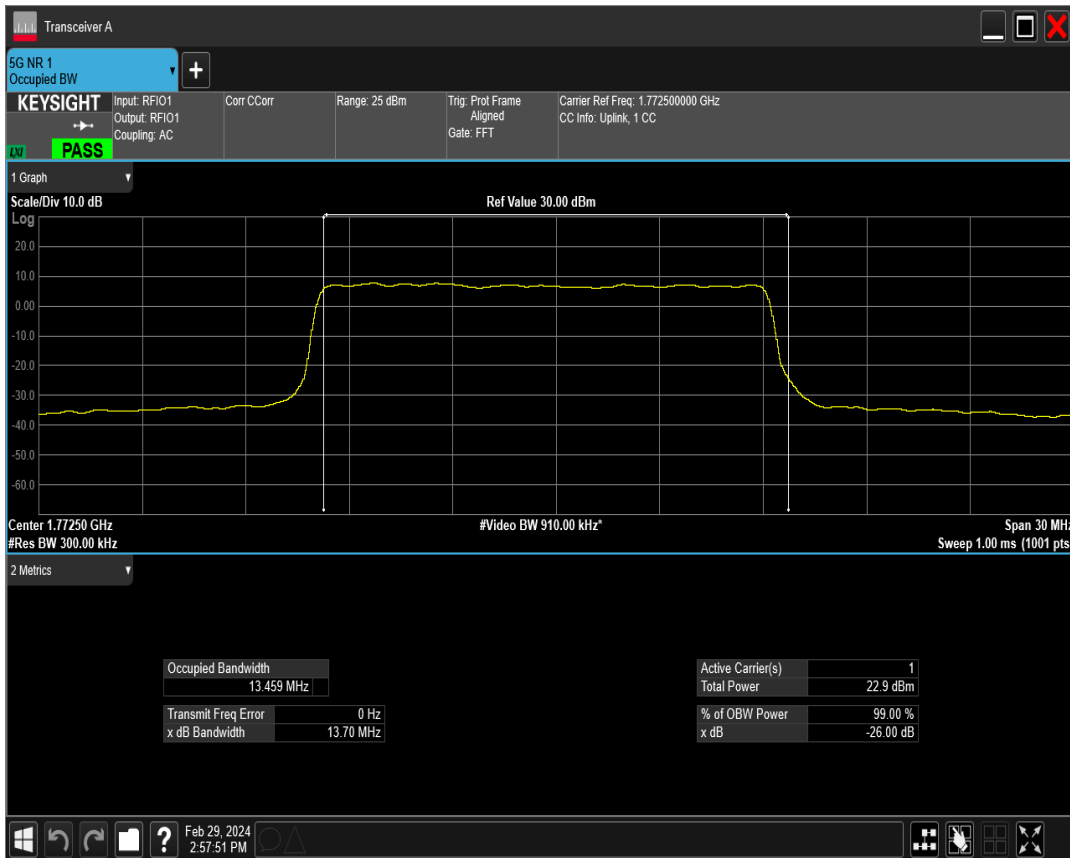 Transceiver A
5G NR 1
Occupied BW
KEYSIGHT
LXI
PASS
Input: RFIO1
Output: RFIO1
Coupling: AC
Corr CCorr
Range: 25 dBm
Trig: Prot Frame
Aligned
Gate: FFT
Carrier Ref Freq: 1.772500000 GHz
CC Info: Uplink, 1 CC
1 Graph
Scale/Div 10.0 dB
Ref Value 30.00 dBm
Log
20.0
10.0
0.00
-10.0
-20.0
-30.0
-40.0
-50.0
-60.0
Center 1.77250 GHz
#Video BW 910.00 kHz*
Span 30 MHz
#Res BW 300.00 kHz
Sweep 1.00 ms (1001 pts
2 Metrics
Occupied Bandwidth
13.459 MHz
Transmit Freq Error 0 Hz
x dB Bandwidth 13.70 MHz
Active Carrier(s) 1
Total Power 22.9 dBm
% of OBW Power 99.00 %
x dB -26.00 dB
Feb 29, 2024
2:57:51 PM